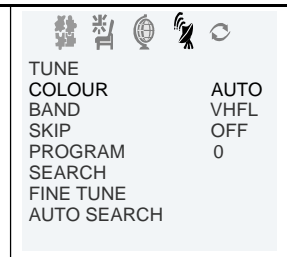 TUNE
COLOUR AUTO
BAND VHFL
SKIP OFF
PROGRAM 0
SEARCH
FINE TUNE
AUTO SEARCH